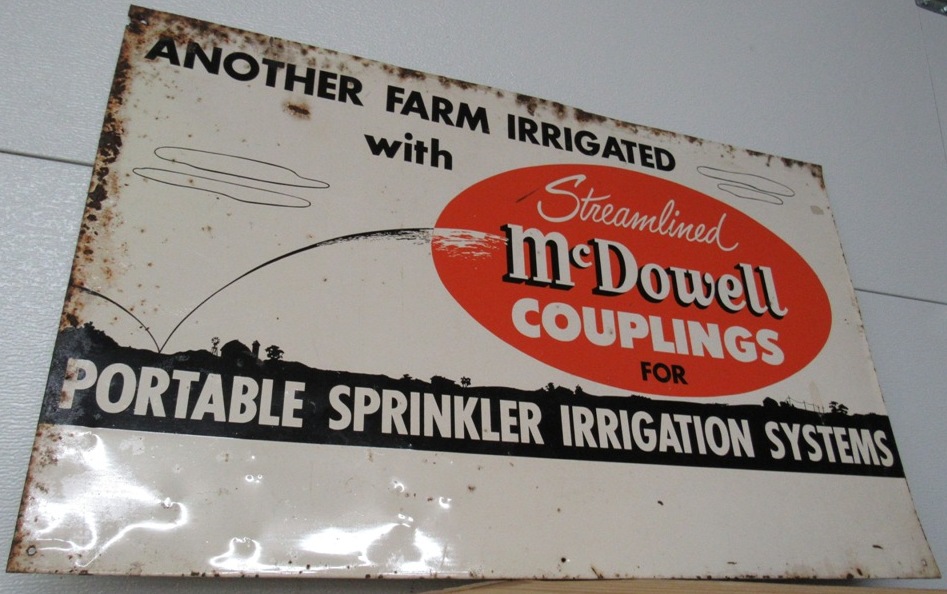 ANOTHER FARM IRRIGATED
with
Streamlined
McDowell
COUPLINGS
FOR
PORTABLE SPRINKLER IRRIGATION SYSTEMS